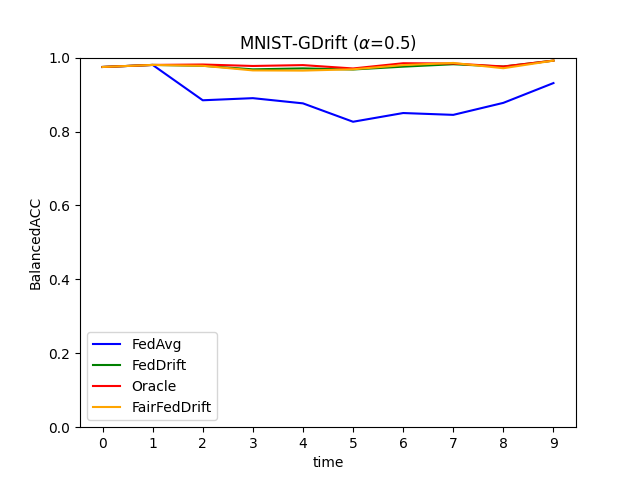 MNIST-GDrift (α=0.5)
BalancedACC
1.0
0.8
0.6
0.4
0.2
0.0
FedAvg
FedDrift
Oracle
FairFedDrift
0 1 2 3 4 5 6 7 8 9
time